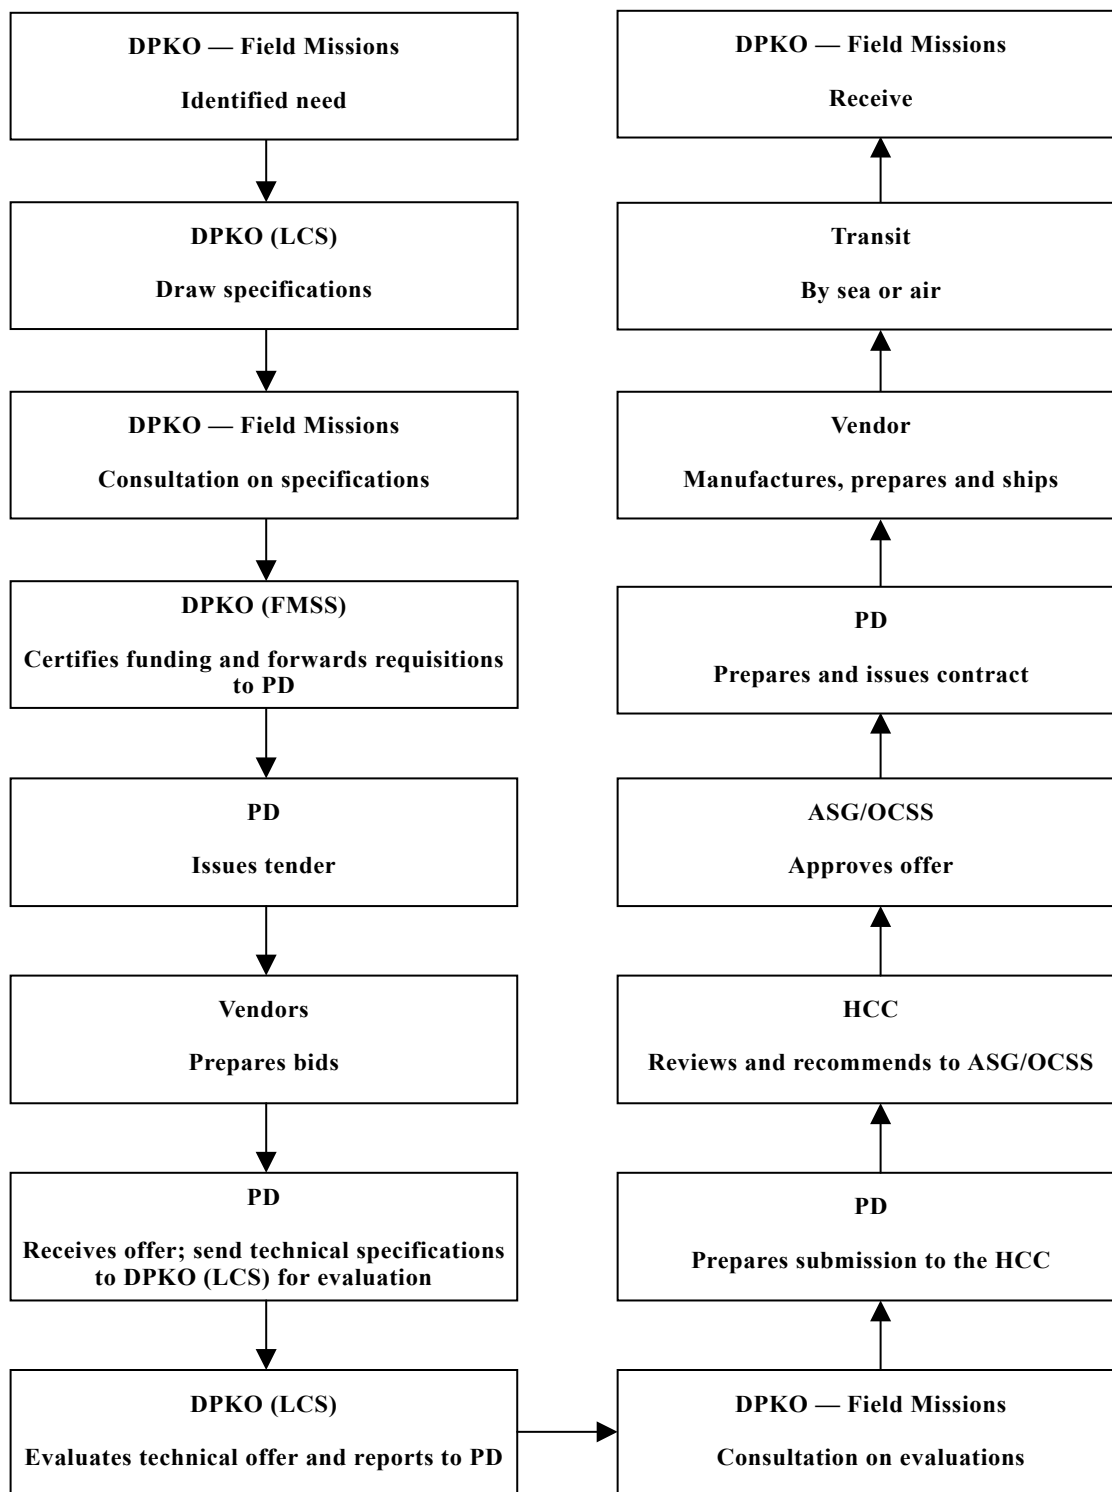 DPKO — Field Missions
Identified need
DPKO (LCS)
Draw specifications
DPKO — Field Missions
Consultation on specifications
DPKO (FMSS)
Certifies funding and forwards requisitions
to PD
PD
Issues tender
Vendors
Prepares bids
PD
Receives offer; send technical specifications
to DPKO (LCS) for evaluation
DPKO (LCS)
Evaluates technical offer and reports to PD
DPKO — Field Missions
Consultation on evaluations
PD
Prepares submission to the HCC
HCC
Reviews and recommends to ASG/OCSS
ASG/OCSS
Approves offer
PD
Prepares and issues contract
Vendor
Manufactures, prepares and ships
Transit
By sea or air
DPKO — Field Missions
Receive